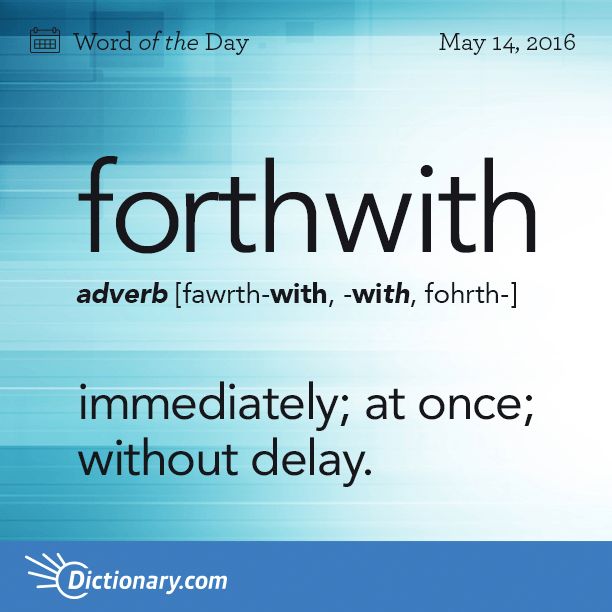 Word of the Day
May 14, 2016
forthwith
adverb [fawrth-with, -with, fohrth-]
immediately; at once;
without delay.
Dictionary.com